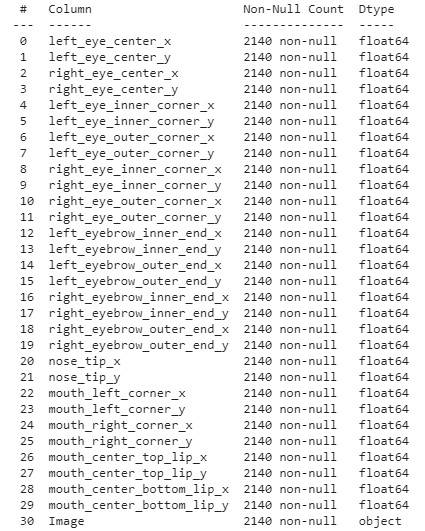 #   Column                     Non-Null Count  Dtype
---  ------                     --------------  -----
0   left_eye_center_x          2140 non-null   float64
1   left_eye_center_y          2140 non-null   float64
2   right_eye_center_x         2140 non-null   float64
3   right_eye_center_y         2140 non-null   float64
4   left_eye_inner_corner_x    2140 non-null   float64
5   left_eye_inner_corner_y    2140 non-null   float64
6   left_eye_outer_corner_x    2140 non-null   float64
7   left_eye_outer_corner_y    2140 non-null   float64
8   right_eye_inner_corner_x   2140 non-null   float64
9   right_eye_inner_corner_y   2140 non-null   float64
10  right_eye_outer_corner_x   2140 non-null   float64
11  right_eye_outer_corner_y   2140 non-null   float64
12  left_eyebrow_inner_end_x   2140 non-null   float64
13  left_eyebrow_inner_end_y   2140 non-null   float64
14  left_eyebrow_outer_end_x   2140 non-null   float64
15  left_eyebrow_outer_end_y   2140 non-null   float64
16  right_eyebrow_inner_end_x  2140 non-null   float64
17  right_eyebrow_inner_end_y  2140 non-null   float64
18  right_eyebrow_outer_end_x  2140 non-null   float64
19  right_eyebrow_outer_end_y  2140 non-null   float64
20  nose_tip_x                 2140 non-null   float64
21  nose_tip_y                 2140 non-null   float64
22  mouth_left_corner_x        2140 non-null   float64
23  mouth_left_corner_y        2140 non-null   float64
24  mouth_right_corner_x       2140 non-null   float64
25  mouth_right_corner_y       2140 non-null   float64
26  mouth_center_top_lip_x     2140 non-null   float64
27  mouth_center_top_lip_y     2140 non-null   float64
28  mouth_center_bottom_lip_x  2140 non-null   float64
29  mouth_center_bottom_lip_y  2140 non-null   float64
30  Image                      2140 non-null   object